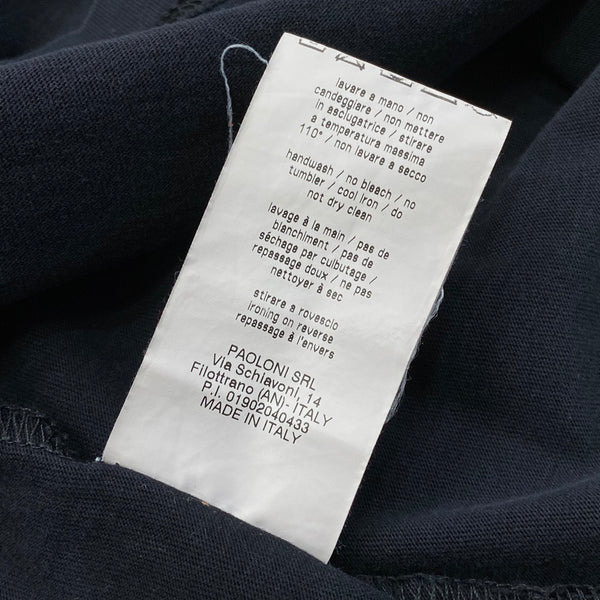 lavare a mano / non
candeggiare / non mettere
in asciugatrice / stirare
a temperatura massima
110° / non lavare a secco
handwash / no bleach / no
tumbler / cool iron / do
not dry clean
lavage à la main / pas de
blanchiment / pas de
séchage par culbutage /
repassage doux / ne pas
nettoyer à sec
stirare a rovescio
ironing on reverse
repassage à l'envers
PAOLONI SRL
Via Schiavoni, 14
Filottrano (AN)- ITALY
P.I. 01902040433
MADE IN ITALY